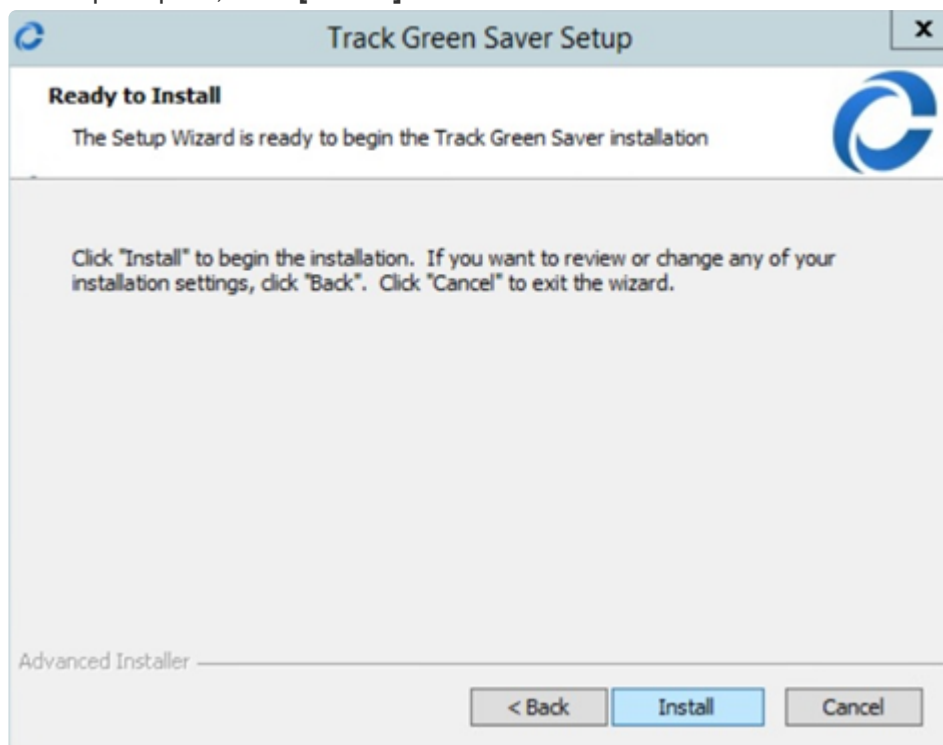 Track Green Saver Setup
x
Ready to Install
The Setup Wizard is ready to begin the Track Green Saver installation
Click "Install" to begin the installation. If you want to review or change any of your
installation settings, click "Back". Click "Cancel" to exit the wizard.
Advanced Installer
< Back
Install
Cancel